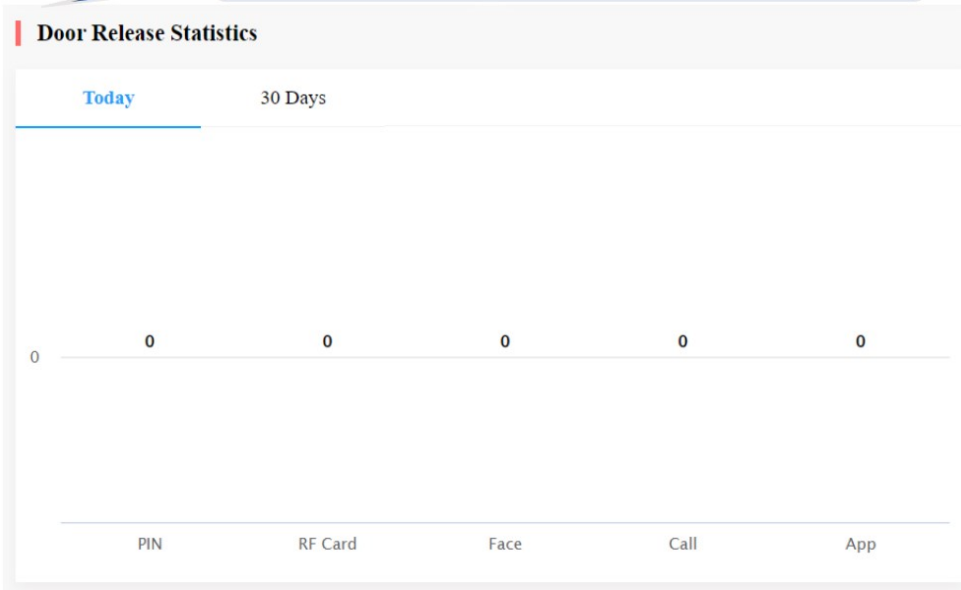 Door Release Statistics
Today 30 Days
0 0 0 0 0
0
PIN RF Card Face Call App